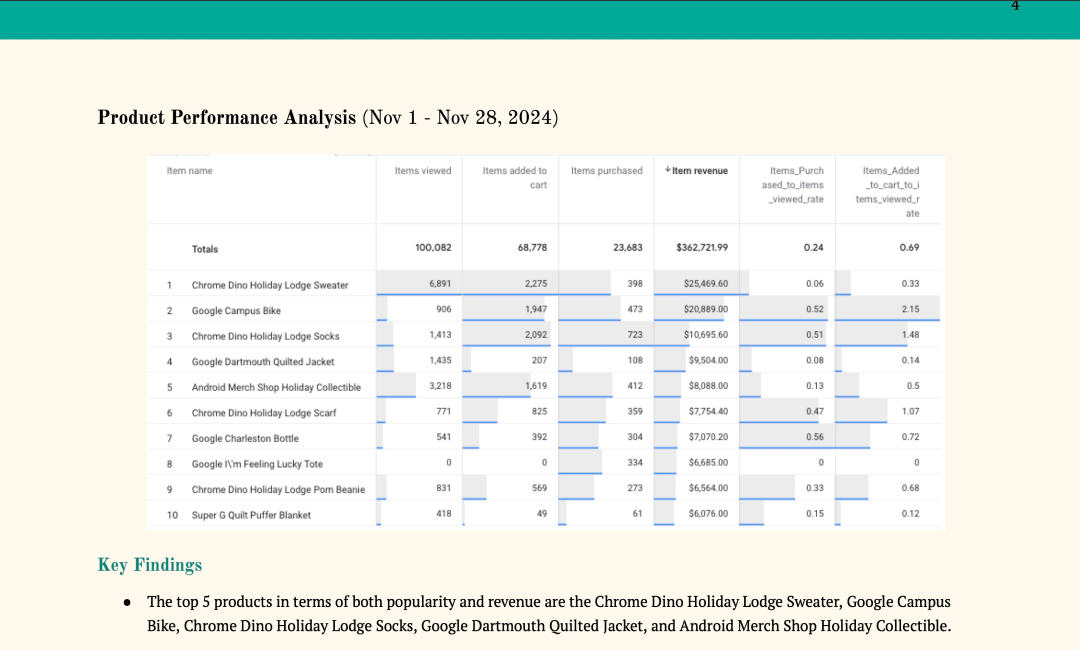 4
Product Performance Analysis (Nov 1 - Nov 28, 2024)
Item name Items viewed Items added to cart Items purchased ↓Item revenue Items_Purchased_to_items_viewed_rate Items_Added_to_cart_to_items_viewed_rate
Totals 100,082 68,778 23,683 $362,721.99 0.24 0.69
1 Chrome Dino Holiday Lodge Sweater 6,891 2,275 398 $25,469.60 0.06 0.33
2 Google Campus Bike 906 1,947 473 $20,889.00 0.52 2.15
3 Chrome Dino Holiday Lodge Socks 1,413 2,092 723 $10,695.60 0.51 1.48
4 Google Dartmouth Quilted Jacket 1,435 207 108 $9,504.00 0.08 0.14
5 Android Merch Shop Holiday Collectible 3,218 1,619 412 $8,088.00 0.13 0.5
6 Chrome Dino Holiday Lodge Scarf 771 825 359 $7,754.40 0.47 1.07
7 Google Charleston Bottle 541 392 304 $7,070.20 0.56 0.72
8 Google I\'m Feeling Lucky Tote 0 0 334 $6,685.00 0 0
9 Chrome Dino Holiday Lodge Pom Beanie 831 569 273 $6,564.00 0.33 0.68
10 Super G Quilt Puffer Blanket 418 49 61 $6,076.00 0.15 0.12
Key Findings
● The top 5 products in terms of both popularity and revenue are the Chrome Dino Holiday Lodge Sweater, Google Campus
Bike, Chrome Dino Holiday Lodge Socks, Google Dartmouth Quilted Jacket, and Android Merch Shop Holiday Collectible.